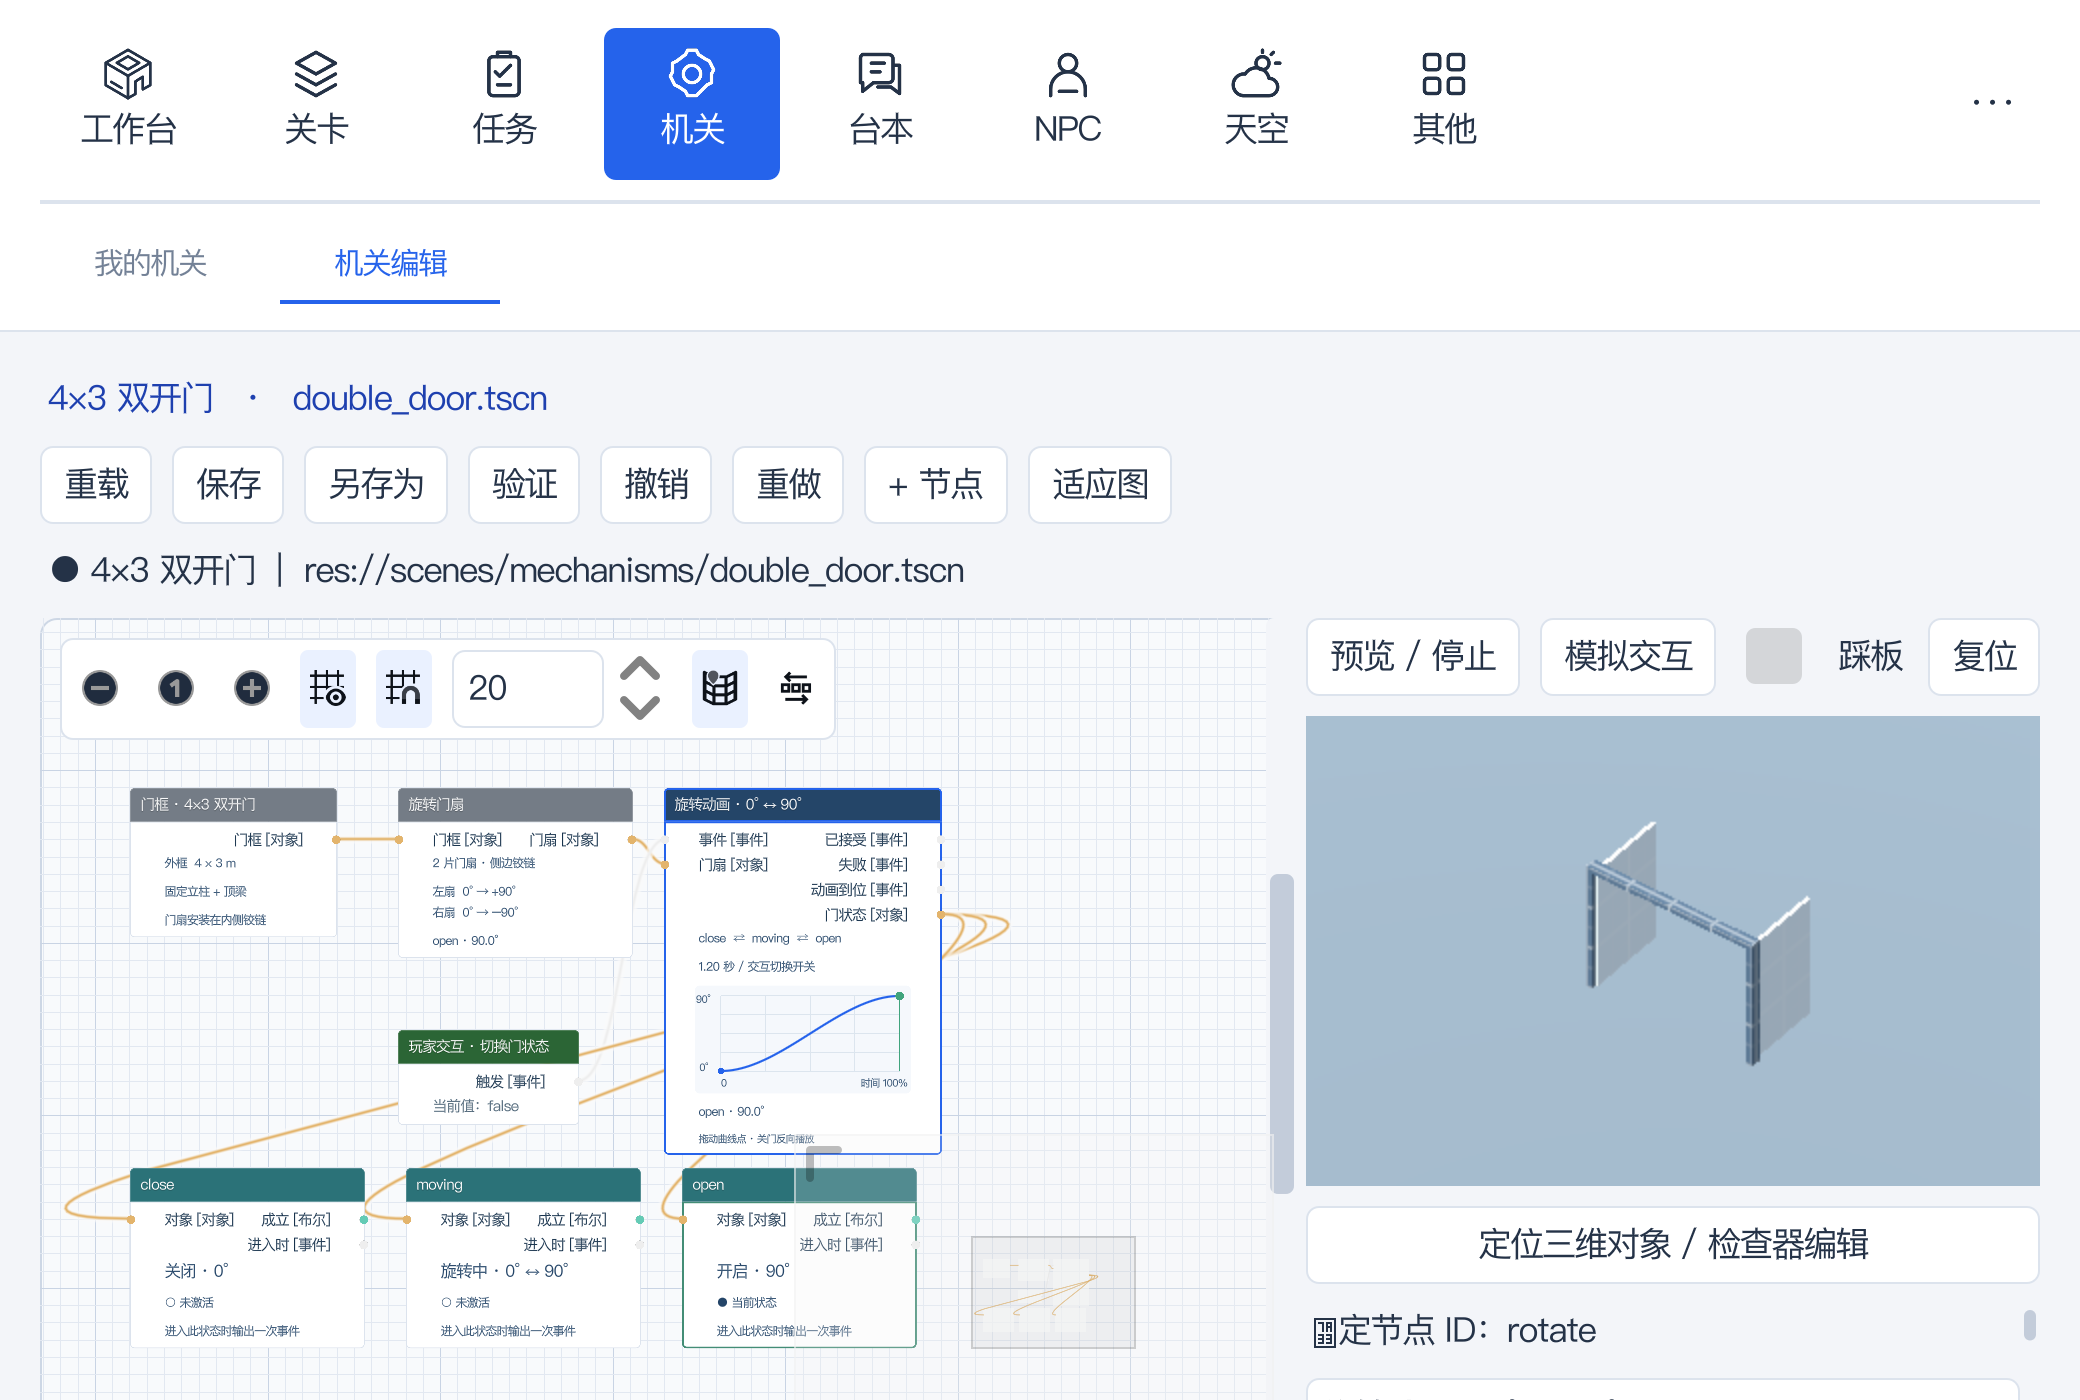 工作台 关卡 任务 机关 台本 NPC 天空 其他 ...
我的机关 机关编辑
4×3 双开门 · double_door.tscn
重载 保存 另存为 验证 撤销 重做 + 节点 适应图
● 4×3 双开门 | res://scenes/mechanisms/double_door.tscn
20
预览 / 停止 模拟交互 踩板 复位
门框 · 4×3 双开门
门框 [对象]
外框 4 × 3 m
固定立柱 + 顶梁
门扇安装在内侧铰链
旋转门扇
门框 [对象] 门扇 [对象]
2 片门扇 · 侧边铰链
左扇 0° → +90°
右扇 0° → −90°
open · 90.0°
旋转动画 · 0° ↔ 90°
事件 [事件] 已接受 [事件]
门扇 [对象] 失败 [事件]
动画到位 [事件]
门状态 [对象]
close ⇄ moving ⇄ open
1.20 秒 / 交互切换开关
90°
0°
0 时间 100%
open · 90.0°
拖动曲线点 · 关门反向播放
玩家交互 · 切换门状态
触发 [事件]
当前值: false
close
对象 [对象] 成立 [布尔]
进入时 [事件]
关闭 · 0°
○ 未激活
进入此状态时输出一次事件
moving
对象 [对象] 成立 [布尔]
进入时 [事件]
旋转中 · 0° ↔ 90°
○ 未激活
进入此状态时输出一次事件
open
对象 [对象] 成立 [布尔]
进入时 [事件]
开启 · 90°
● 当前状态
进入此状态时输出一次事件
定位三维对象 / 检查器编辑
定节点 ID: rotate